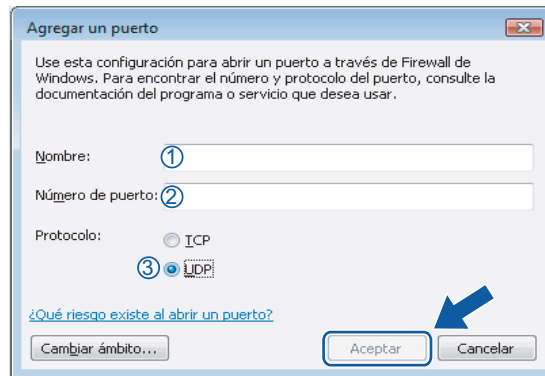 Agregar un puerto
Use esta configuración para abrir un puerto a través de Firewall de
Windows. Para encontrar el número y protocolo del puerto, consulte la
documentación del programa o servicio que desea usar.
Nombre: 1
Número de puerto: 2
Protocolo:
TCP
3 UDP
¿Qué riesgo existe al abrir un puerto?
Cambiar ámbito... Aceptar Cancelar